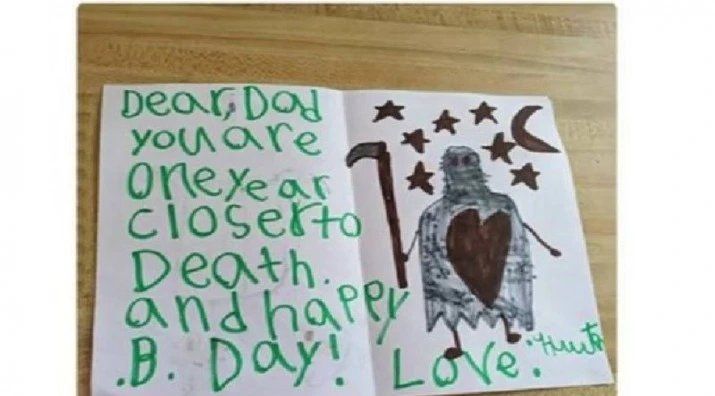 Dear, Dad
you are
one year
closer to
Death.
and happy
.B. Day!
Love.